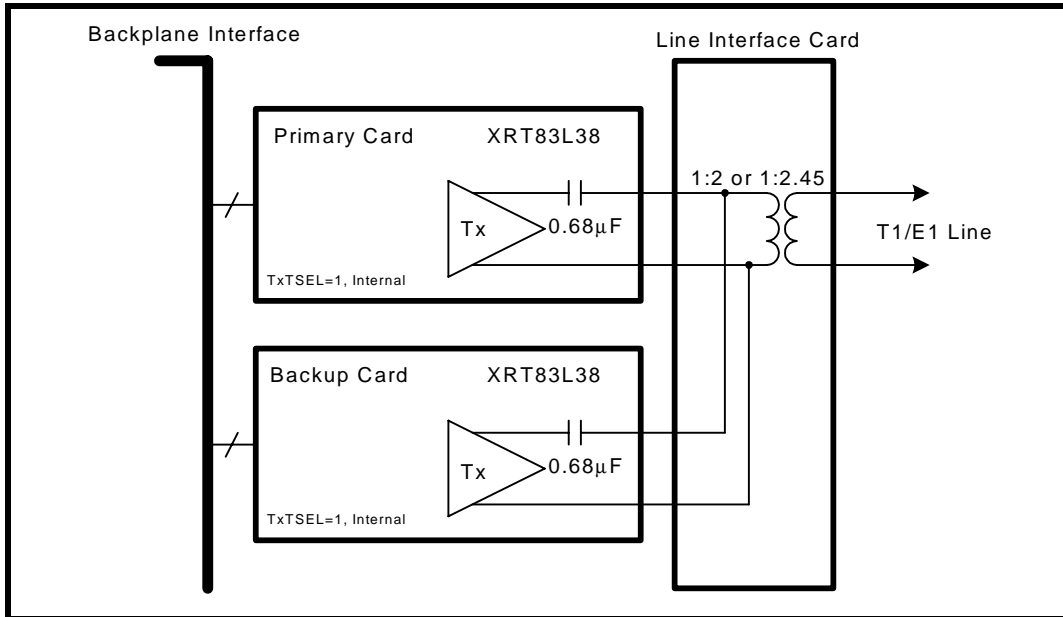 Backplane Interface
Line Interface Card
Primary Card XRT83L38
1:2 or 1:2.45
Tx
0.68μF
T1/E1 Line
TxTSEL=1, Internal
Backup Card XRT83L38
Tx
0.68μF
TxTSEL=1, Internal